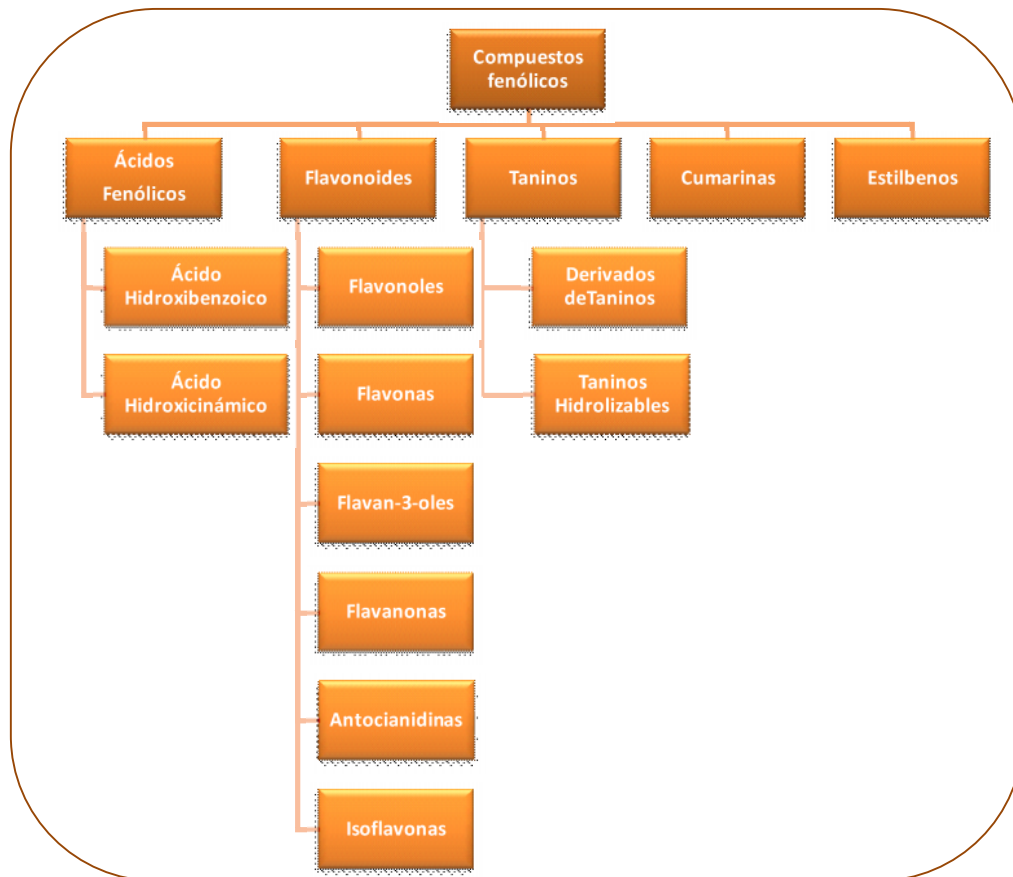 Compuestos
fenólicos
Ácidos
Fenólicos
Flavonoides
Taninos
Cumarinas
Estilbenos
Ácido
Hidroxibenzoico
Ácido
Hidroxicinámico
Flavonoles
Flavonas
Flavan-3-oles
Flavanonas
Antocianidinas
Isoflavonas
Derivados
deTaninos
Taninos
Hidrolizables